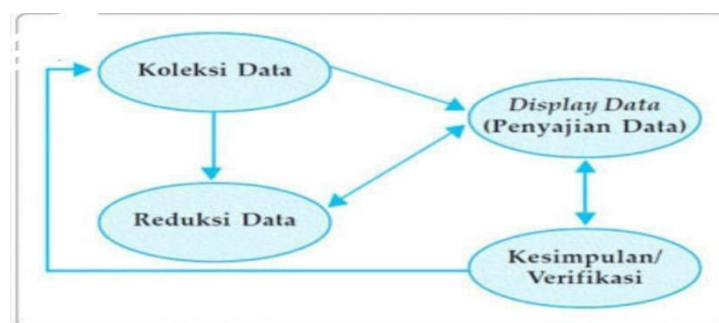 Koleksi Data
Display Data
(Penyajian Data)
Reduksi Data
Kesimpulan/
Verifikasi